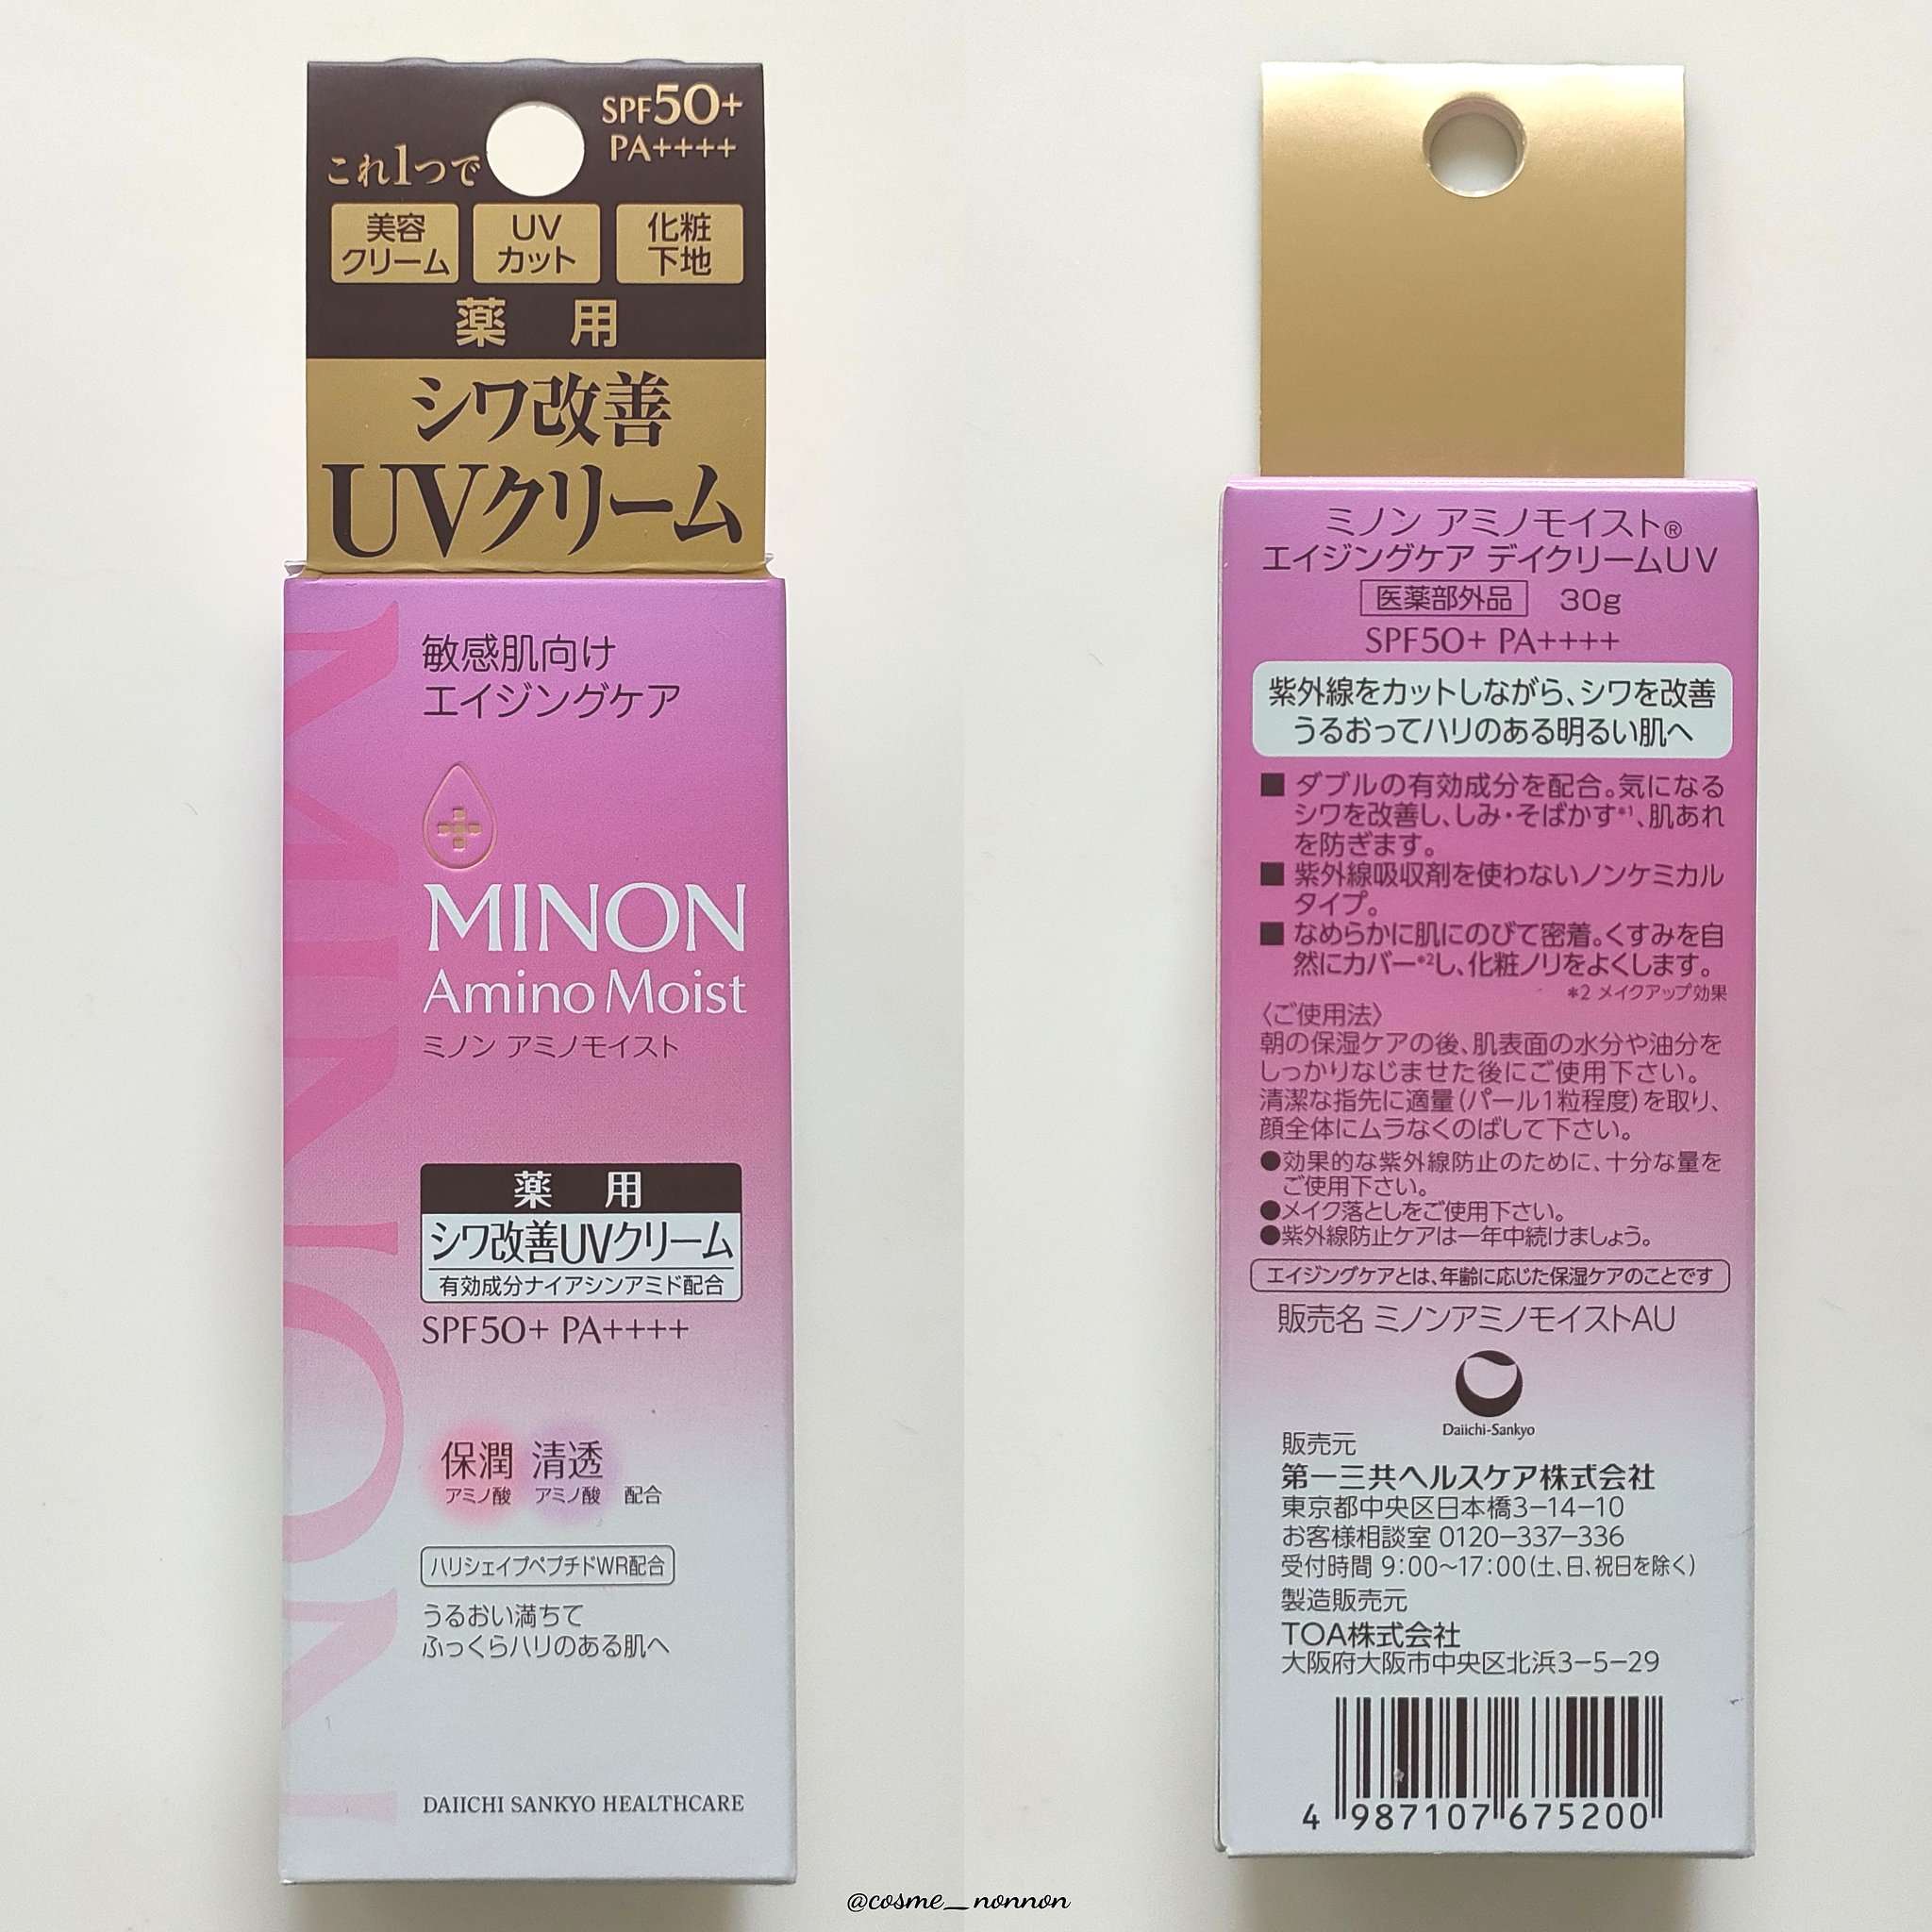 SPF50+
PA++++
これ1つで
美容
クリーム
UV
カット
化粧
下地
薬用
シワ改善
UVクリーム
敏感肌向け
エイジングケア
MINON
Amino Moist
ミノン アミノモイスト
薬用
シワ改善UVクリーム
有効成分ナイアシンアミド配合
SPF50+ PA++++
保潤 清透
アミノ酸 アミノ酸 配合
ハリシェイプペプチドWR配合
うるおい満ちて
ふっくらハリのある肌へ
DAIICHI SANKYO HEALTHCARE
MINON
ミノン アミノモイスト®
エイジングケア デイクリームUV
医薬部外品 30g
SPF50+ PA++++
紫外線をカットしながら、シワを改善
うるおってハリのある明るい肌へ
■ ダブルの有効成分を配合。気になる
シワを改善し、しみ・そばかす*1、肌あれ
を防ぎます。
■ 紫外線吸収剤を使わないノンケミカル
タイプ。
■ なめらかに肌にのびて密着。くすみを自
然にカバー*2し、化粧ノリをよくします。
*2 メイクアップ効果
〈ご使用法〉
朝の保湿ケアの後、肌表面の水分や油分を
しっかりなじませた後にご使用下さい。
清潔な指先に適量(パール1粒程度)を取り、
顔全体にムラなくのばして下さい。
●効果的な紫外線防止のために、十分な量を
ご使用下さい。
●メイク落としをご使用下さい。
●紫外線防止ケアは一年中続けましょう。
エイジングケアとは、年齢に応じた保湿ケアのことです
販売名 ミノンアミノモイストAU
Daiichi-Sankyo
販売元
第一三共ヘルスケア株式会社
東京都中央区日本橋3−14−10
お客様相談室 0120−337−336
受付時間 9:00〜17:00(土、日、祝日を除く)
製造販売元
TOA株式会社
大阪府大阪市中央区北浜3−5−29
4 987107 675200
@cosme_nonnon